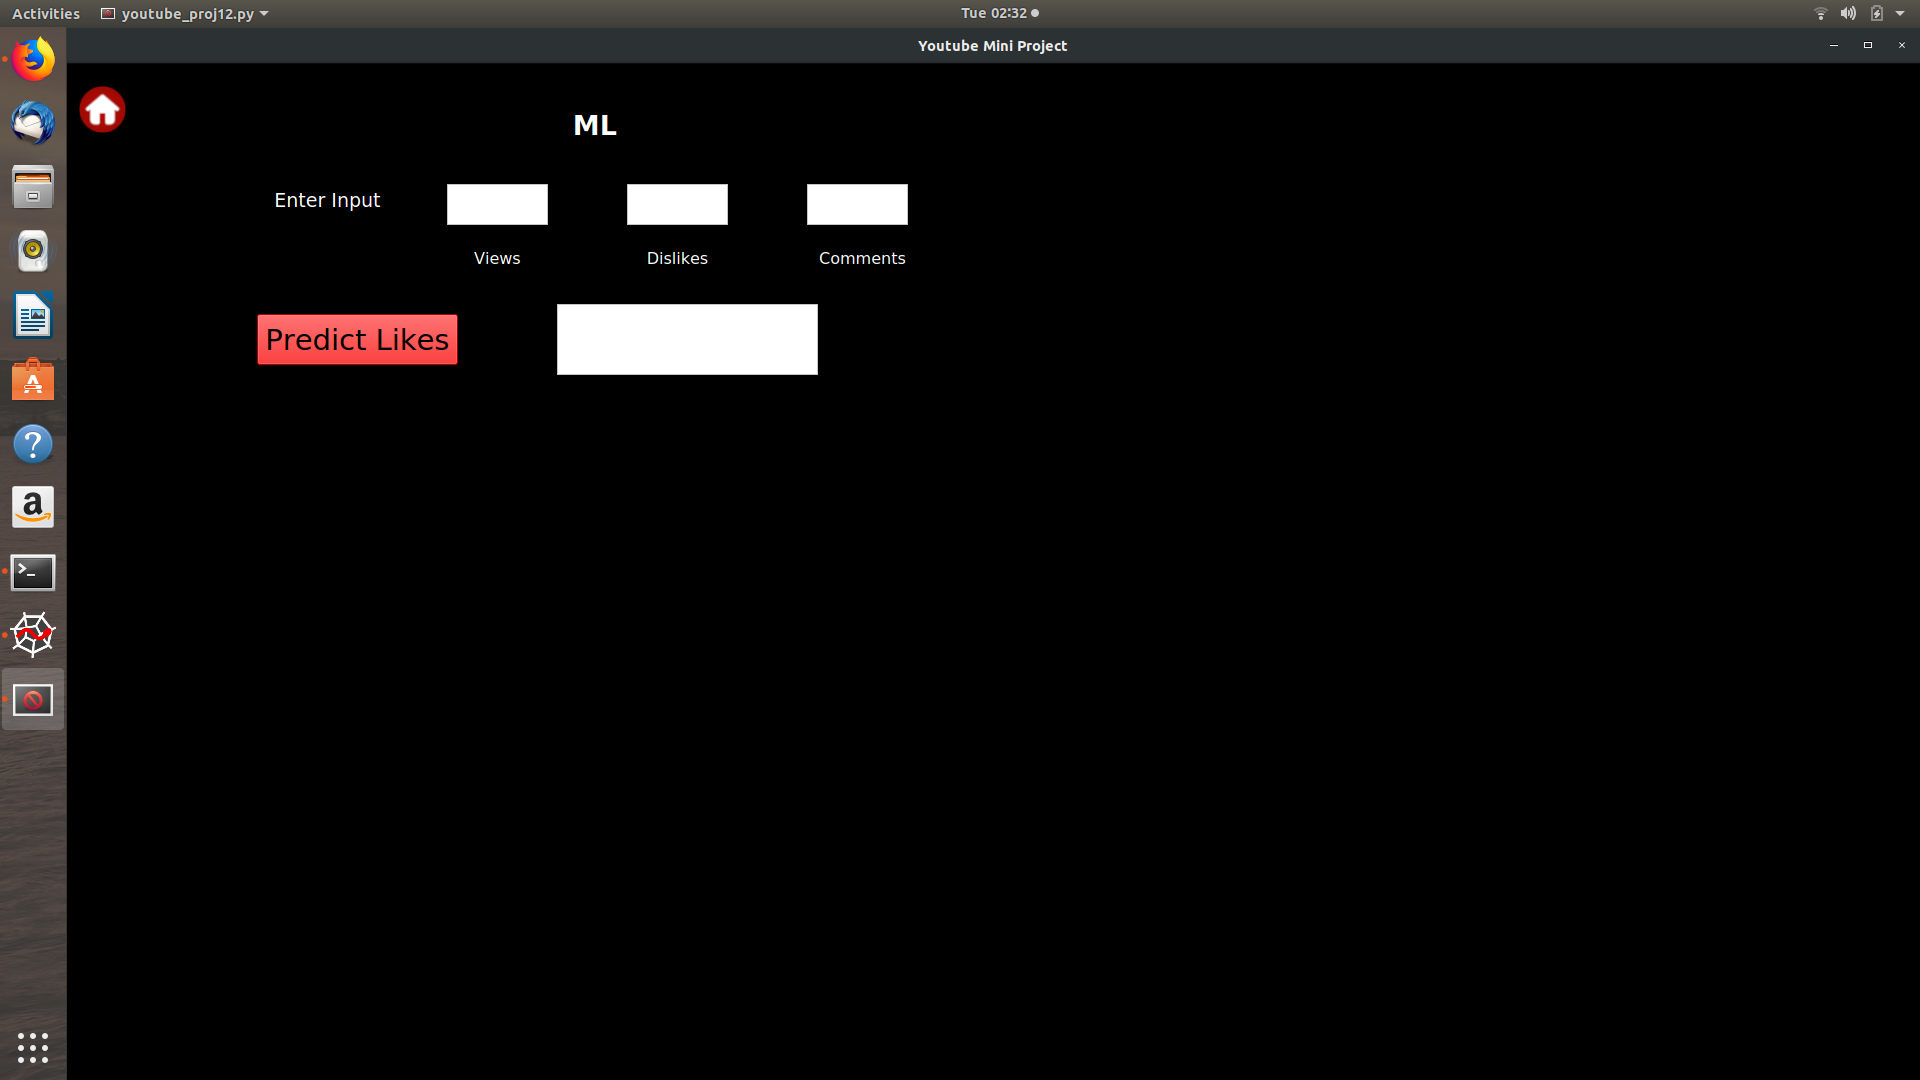 Activities youtube_proj12.py Tue 02:32
Youtube Mini Project
ML
Enter Input
Views Dislikes Comments
Predict Likes